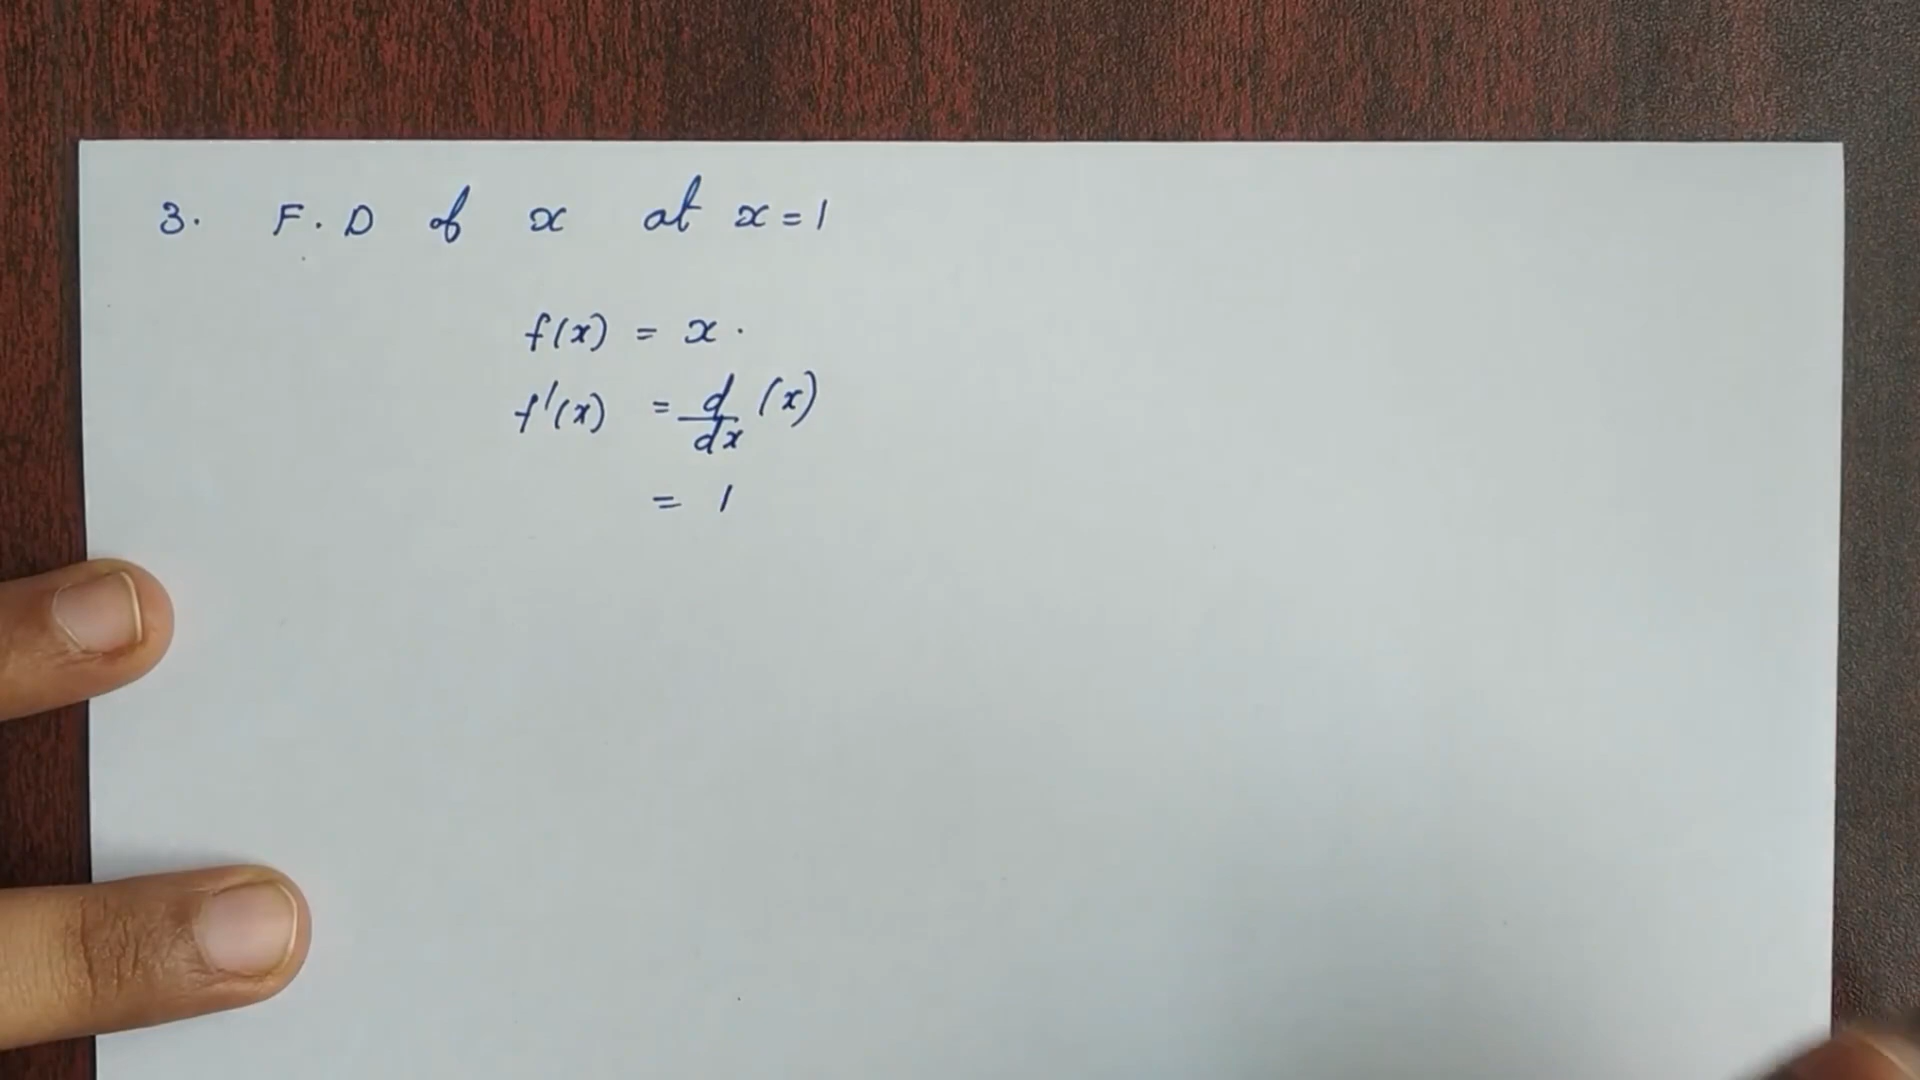 3. F.D of x at x = 1
f(x) = x.
f'(x) = d/dx (x)
= 1